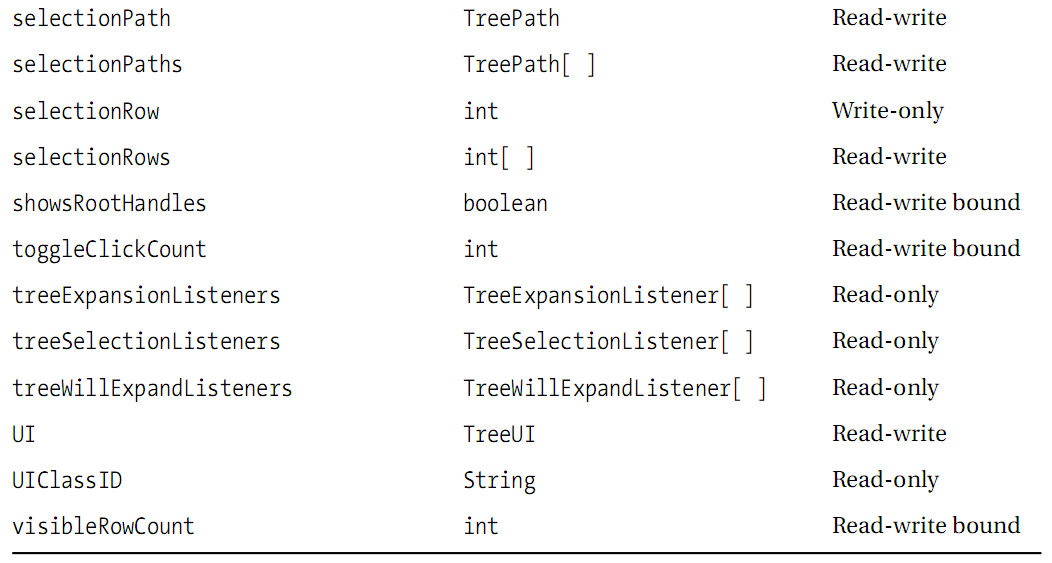 selectionPath TreePath Read-write
selectionPaths TreePath[ ] Read-write
selectionRow int Write-only
selectionRows int[ ] Read-write
showsRootHandles boolean Read-write bound
toggleClickCount int Read-write bound
treeExpansionListeners TreeExpansionListener[ ] Read-only
treeSelectionListeners TreeSelectionListener[ ] Read-only
treeWillExpandListeners TreeWillExpandListener[ ] Read-only
UI TreeUI Read-write
UIClassID String Read-only
visibleRowCount int Read-write bound